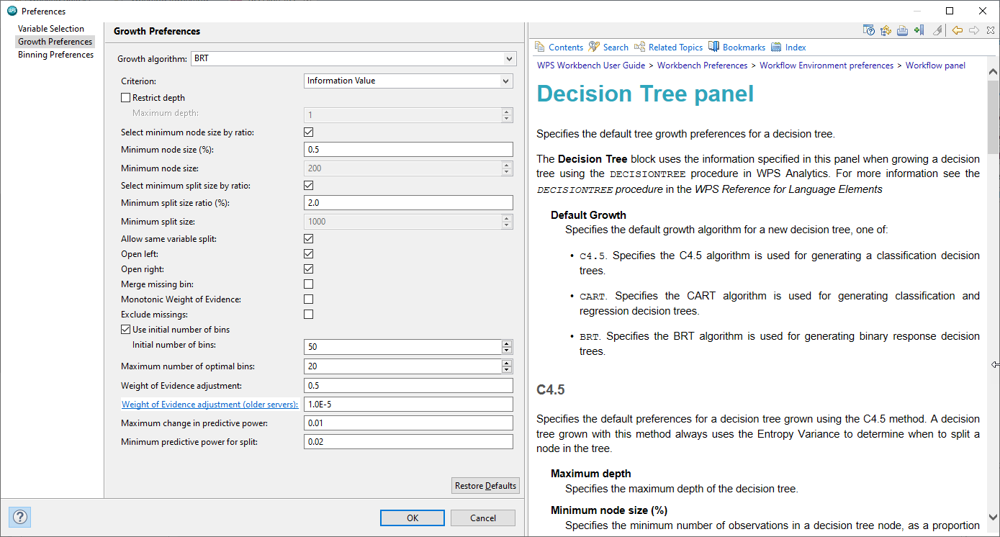 WPS Preferences
Variable Selection
Growth Preferences
Binning Preferences
Growth Preferences
Growth algorithm: BRT
Criterion: Information Value
Restrict depth
Maximum depth: 1
Select minimum node size by ratio:
Minimum node size (%): 0.5
Minimum node size: 200
Select minimum split size by ratio:
Minimum split size ratio (%): 2.0
Minimum split size: 1000
Allow same variable split:
Open left:
Open right:
Merge missing bin:
Monotonic Weight of Evidence:
Exclude missings:
Use initial number of bins
Initial number of bins: 50
Maximum number of optimal bins: 20
Weight of Evidence adjustment: 0.5
Weight of Evidence adjustment (older servers): 1.0E-5
Maximum change in predictive power: 0.01
Minimum predictive power for split: 0.02
Restore Defaults
? OK Cancel
Contents Search Related Topics Bookmarks Index
WPS Workbench User Guide > Workbench Preferences > Workflow Environment preferences > Workflow panel
Decision Tree panel
Specifies the default tree growth preferences for a decision tree.
The Decision Tree block uses the information specified in this panel when growing a decision
tree using the DECISIONTREE procedure in WPS Analytics. For more information see the
DECISIONTREE procedure in the WPS Reference for Language Elements
Default Growth
Specifies the default growth algorithm for a new decision tree, one of:
• C4.5. Specifies the C4.5 algorithm is used for generating a classification decision
trees.
• CART. Specifies the CART algorithm is used for generating classification and
regression decision trees.
• BRT. Specifies the BRT algorithm is used for generating binary response decision
trees.
C4.5
Specifies the default preferences for a decision tree grown using the C4.5 method. A decision
tree grown with this method always uses the Entropy Variance to determine when to split a
node in the tree.
Maximum depth
Specifies the maximum depth of the decision tree.
Minimum node size (%)
Specifies the minimum number of observations in a decision tree node, as a proportion